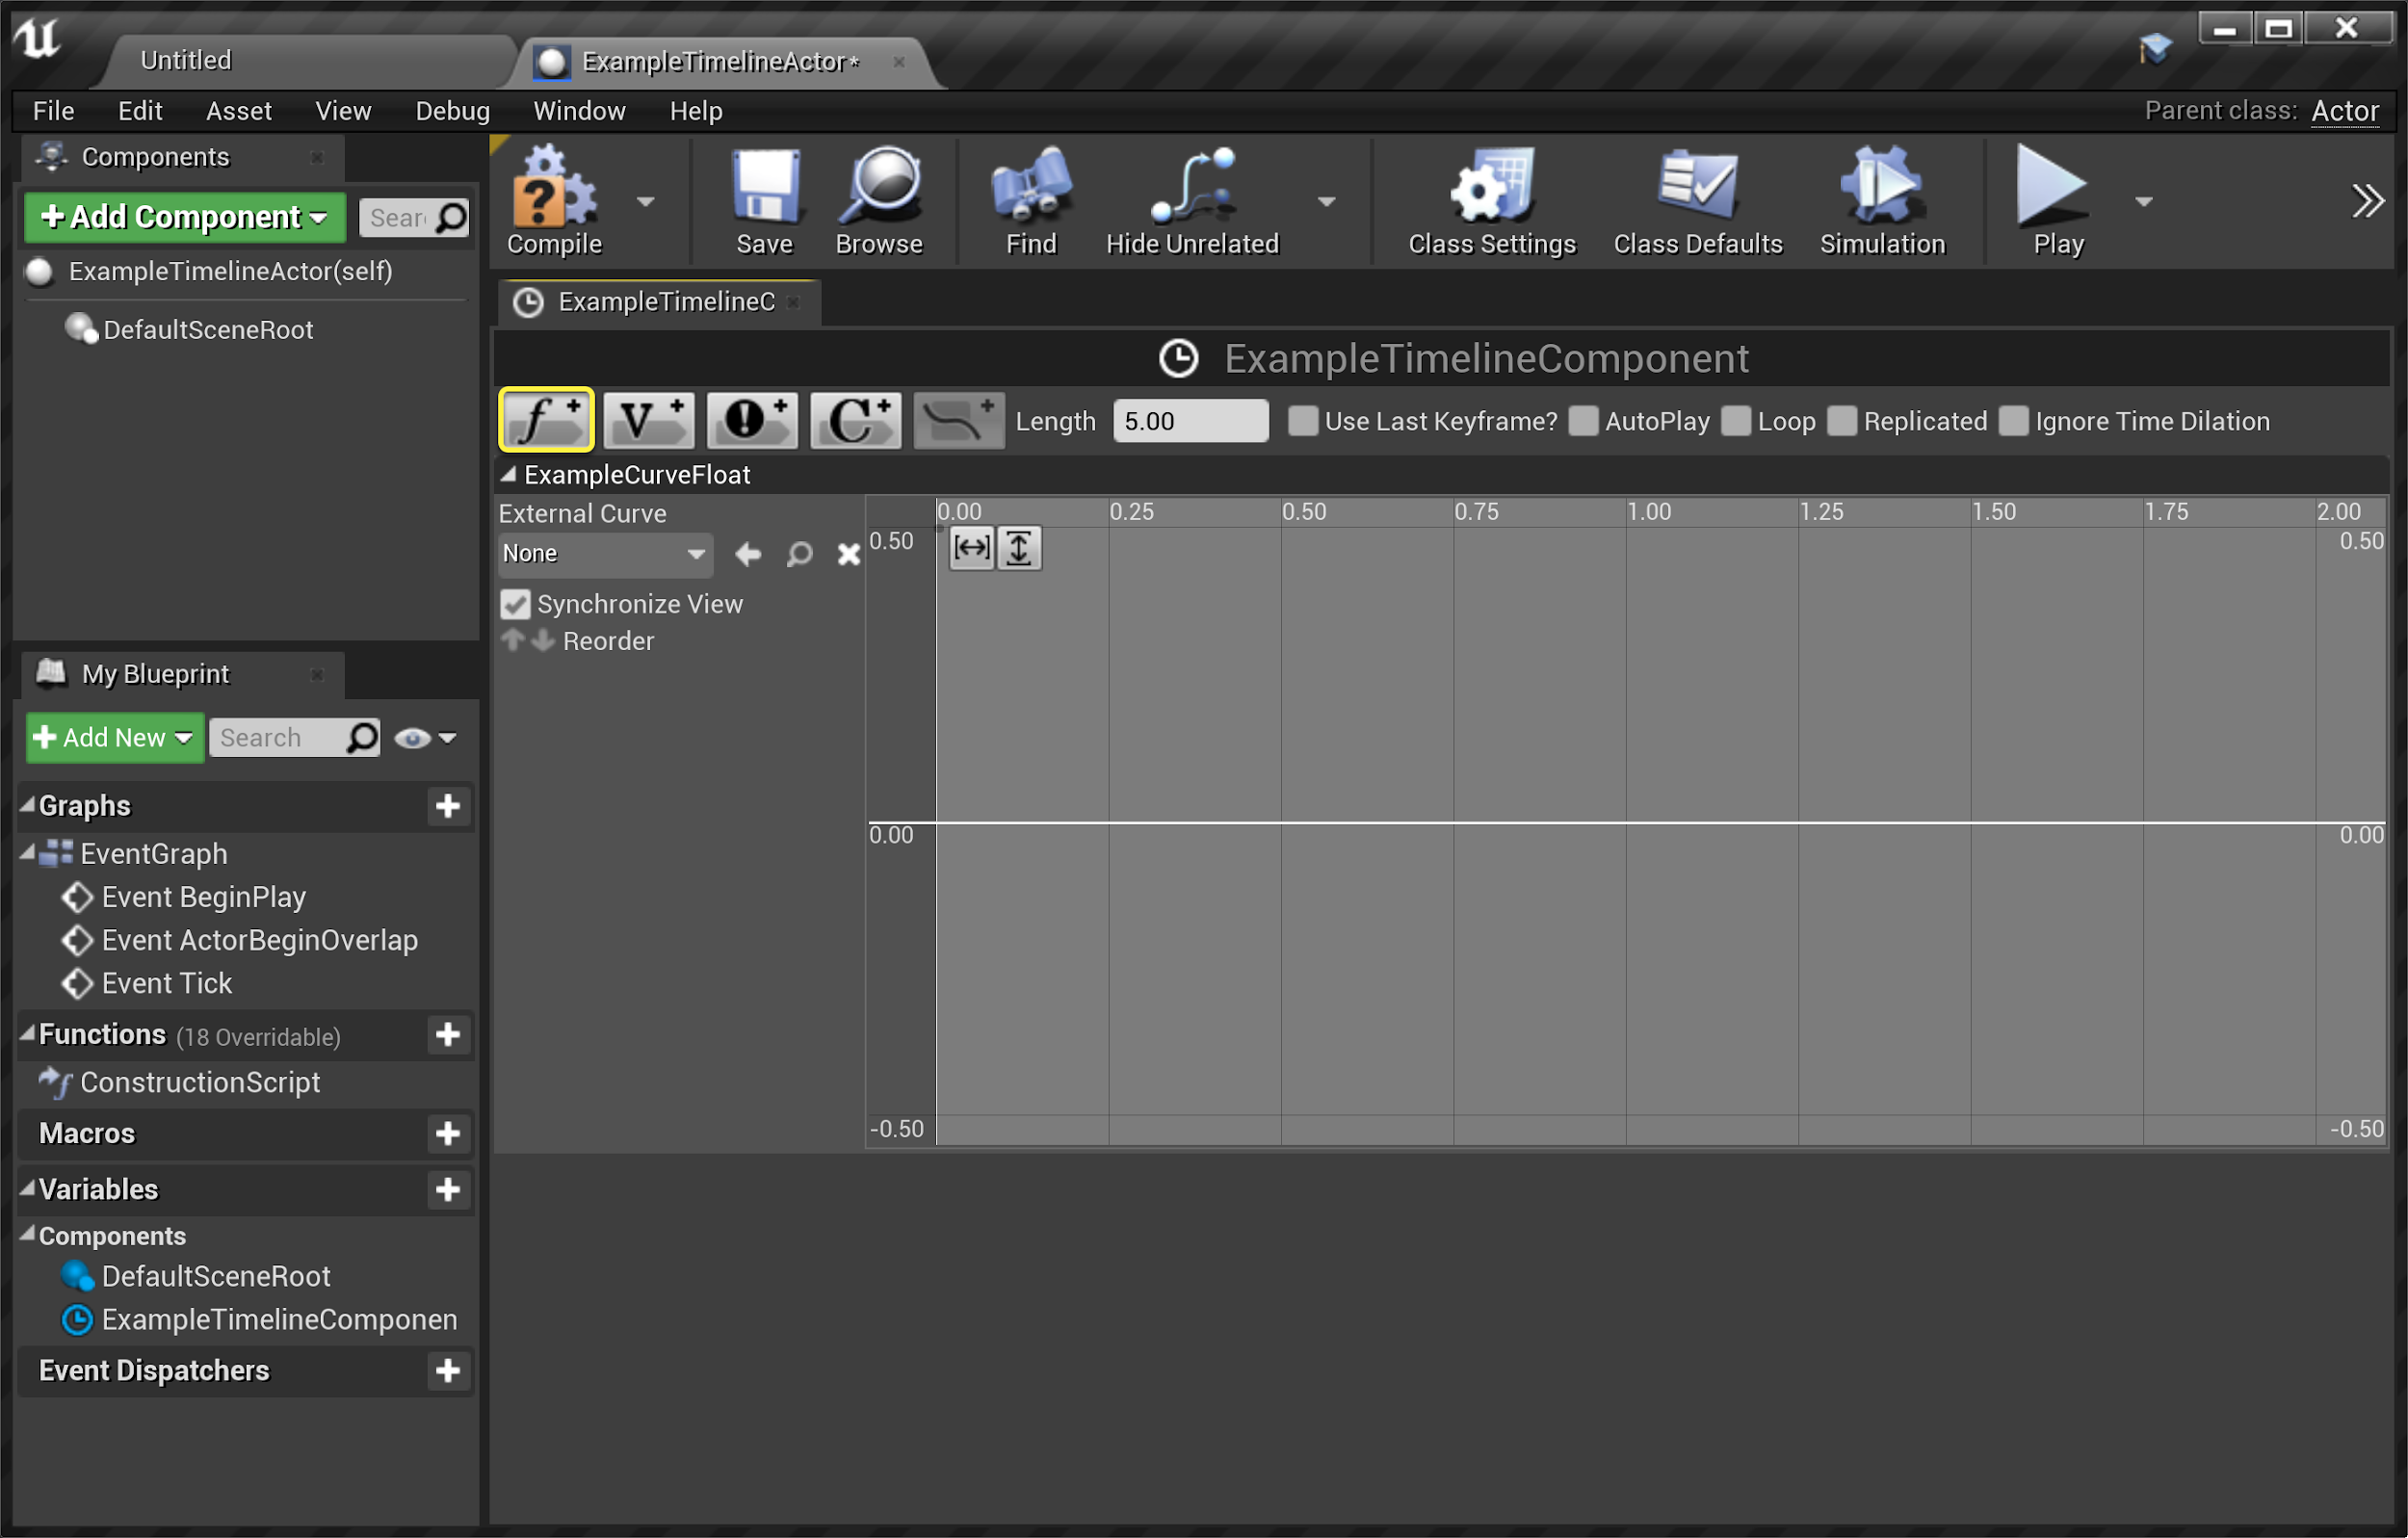 Untitled
ExampleTimelineActor*
File Edit Asset View Debug Window Help
Parent class: Actor
Components
+Add Component
Sear
ExampleTimelineActor(self)
DefaultSceneRoot
Compile
Save
Browse
Find
Hide Unrelated
Class Settings
Class Defaults
Simulation
Play
ExampleTimelineC
ExampleTimelineComponent
f+ V+ !+ C+ +
Length 5.00 Use Last Keyframe? AutoPlay Loop Replicated Ignore Time Dilation
ExampleCurveFloat
External Curve
None
Synchronize View
Reorder
0.00 0.25 0.50 0.75 1.00 1.25 1.50 1.75 2.00
0.50 0.50
0.00 0.00
-0.50 -0.50
My Blueprint
+ Add New
Search
Graphs +
EventGraph
Event BeginPlay
Event ActorBeginOverlap
Event Tick
Functions (18 Overridable) +
ConstructionScript
Macros +
Variables +
Components
DefaultSceneRoot
ExampleTimelineComponen
Event Dispatchers +